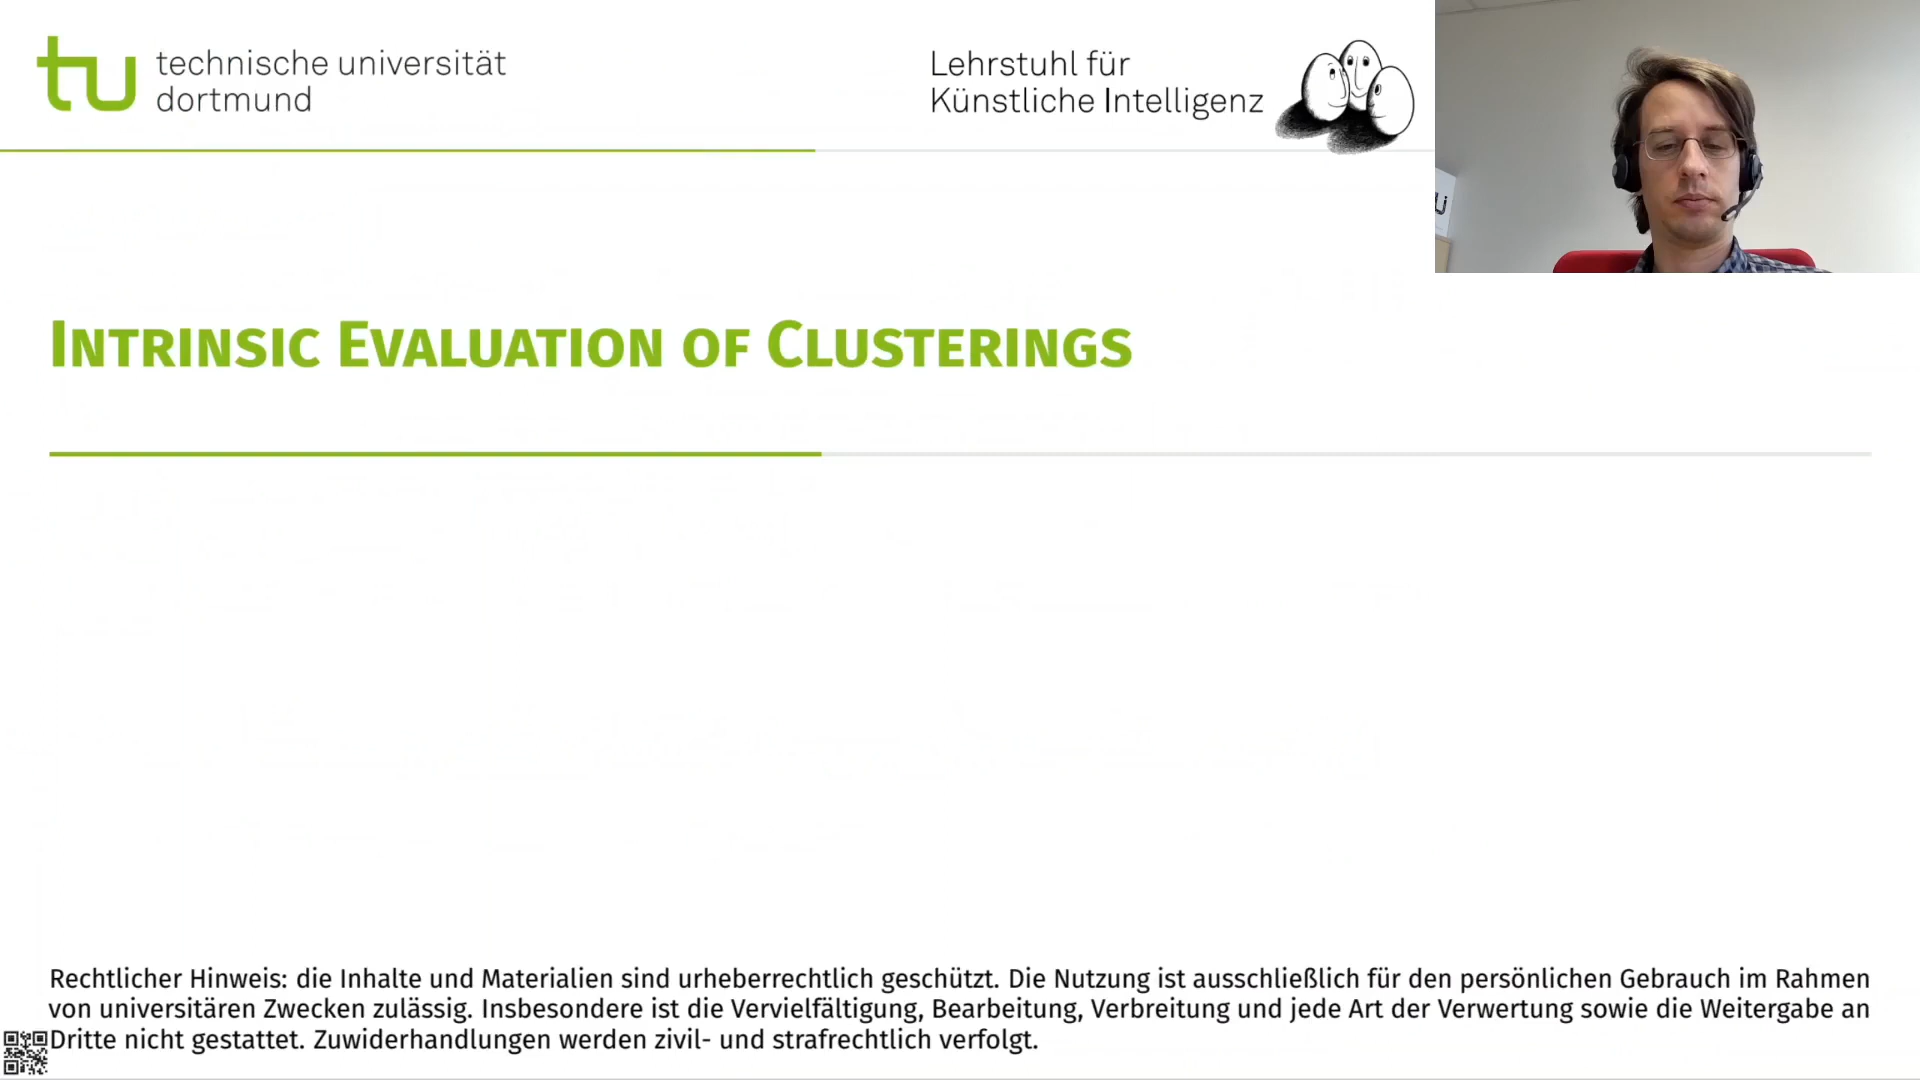 technische universität
dortmund
Lehrstuhl für
Künstliche Intelligenz
Intrinsic Evaluation of Clusterings
Rechtlicher Hinweis: die Inhalte und Materialien sind urheberrechtlich geschützt. Die Nutzung ist ausschließlich für den persönlichen Gebrauch im Rahmen
von universitären Zwecken zulässig. Insbesondere ist die Vervielfältigung, Bearbeitung, Verbreitung und jede Art der Verwertung sowie die Weitergabe an
Dritte nicht gestattet. Zuwiderhandlungen werden zivil- und strafrechtlich verfolgt.